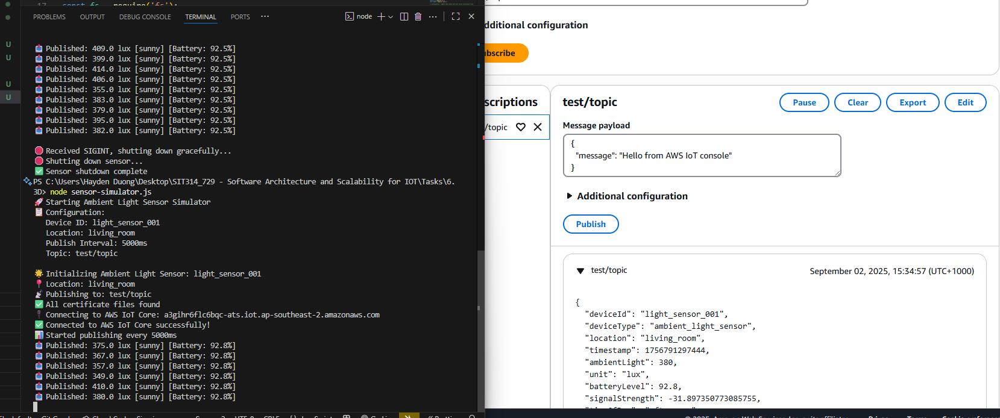 const fs = require('fs');
PROBLEMS OUTPUT DEBUG CONSOLE TERMINAL PORTS ... node
Published: 409.0 lux [sunny] [Battery: 92.5%]
Published: 399.0 lux [sunny] [Battery: 92.5%]
Published: 414.0 lux [sunny] [Battery: 92.5%]
Published: 406.0 lux [sunny] [Battery: 92.5%]
Published: 355.0 lux [sunny] [Battery: 92.5%]
Published: 383.0 lux [sunny] [Battery: 92.5%]
Published: 379.0 lux [sunny] [Battery: 92.5%]
Published: 395.0 lux [sunny] [Battery: 92.5%]
Published: 382.0 lux [sunny] [Battery: 92.5%]
Received SIGINT, shutting down gracefully...
Shutting down sensor...
Sensor shutdown complete
PS C:\Users\Hayden Duong\Desktop\SIT314_729 - Software Architecture and Scalability for IOT\Tasks\6.
3D> node sensor-simulator.js
Starting Ambient Light Sensor Simulator
Configuration:
Device ID: light_sensor_001
Location: living_room
Publish Interval: 5000ms
Topic: test/topic
Initializing Ambient Light Sensor: light_sensor_001
Location: living_room
Publishing to: test/topic
All certificate files found
Connecting to AWS IoT Core: a3gihr6flc6bqc-ats.iot.ap-southeast-2.amazonaws.com
Connected to AWS IoT Core successfully!
Started publishing every 5000ms
Published: 375.0 lux [sunny] [Battery: 92.8%]
Published: 367.0 lux [sunny] [Battery: 92.8%]
Published: 357.0 lux [sunny] [Battery: 92.8%]
Published: 349.0 lux [sunny] [Battery: 92.8%]
Published: 410.0 lux [sunny] [Battery: 92.8%]
Published: 380.0 lux [sunny] [Battery: 92.8%]
U
U
U
U
dditional configuration
bscribe
scriptions
/topic
test/topic
Pause Clear Export Edit
Message payload
{
"message": "Hello from AWS IoT console"
}
Additional configuration
Publish
test/topic September 02, 2025, 15:34:57 (UTC+1000)
{
"deviceId": "light_sensor_001",
"deviceType": "ambient_light_sensor",
"location": "living_room",
"timestamp": 1756791297444,
"ambientLight": 380,
"unit": "lux",
"batteryLevel": 92.8,
"signalStrength": -31.897350773085755,